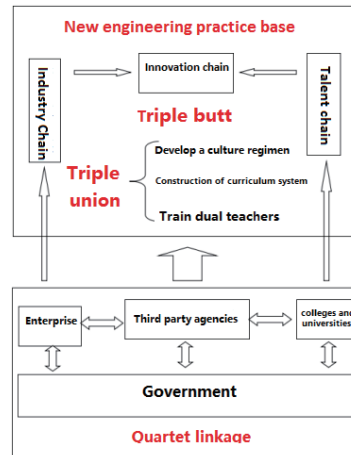 New engineering practice base
Industry Chain
Innovation chain
Talent chain
Triple butt
Triple
union
Develop a culture regimen
Construction of curriculum system
Train dual teachers
Enterprise
Third party agencies
colleges and
universities
Government
Quartet linkage